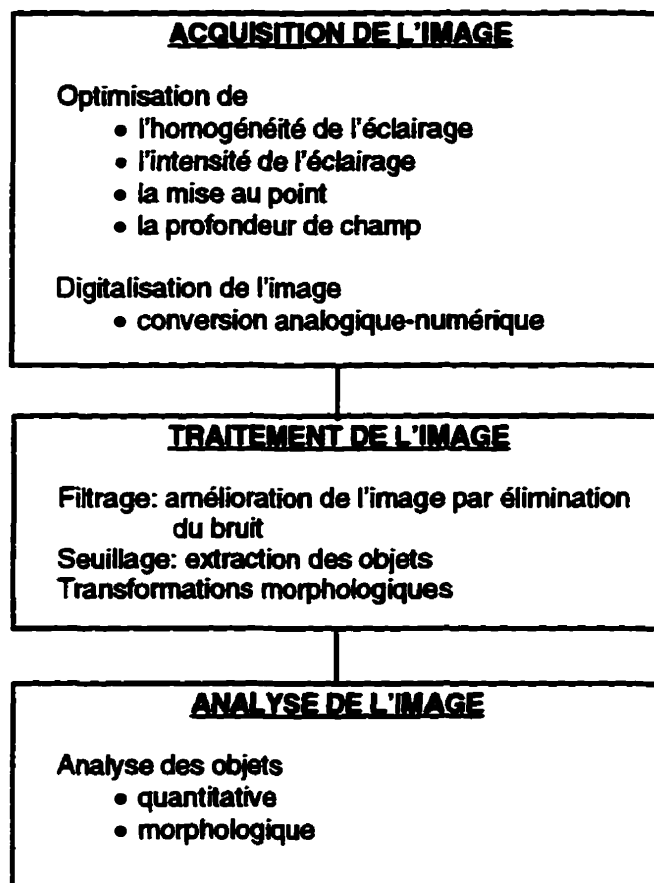 ACQUISITION DE L'IMAGE
Optimisation de
• l'homogénéité de l'éclairage
• l'intensité de l'éclairage
• la mise au point
• la profondeur de champ
Digitalisation de l'image
• conversion analogique-numérique
TRAITEMENT DE L'IMAGE
Filtrage: amélioration de l'image par élimination
du bruit
Seuillage: extraction des objets
Transformations morphologiques
ANALYSE DE L'IMAGE
Analyse des objets
• quantitative
• morphologique